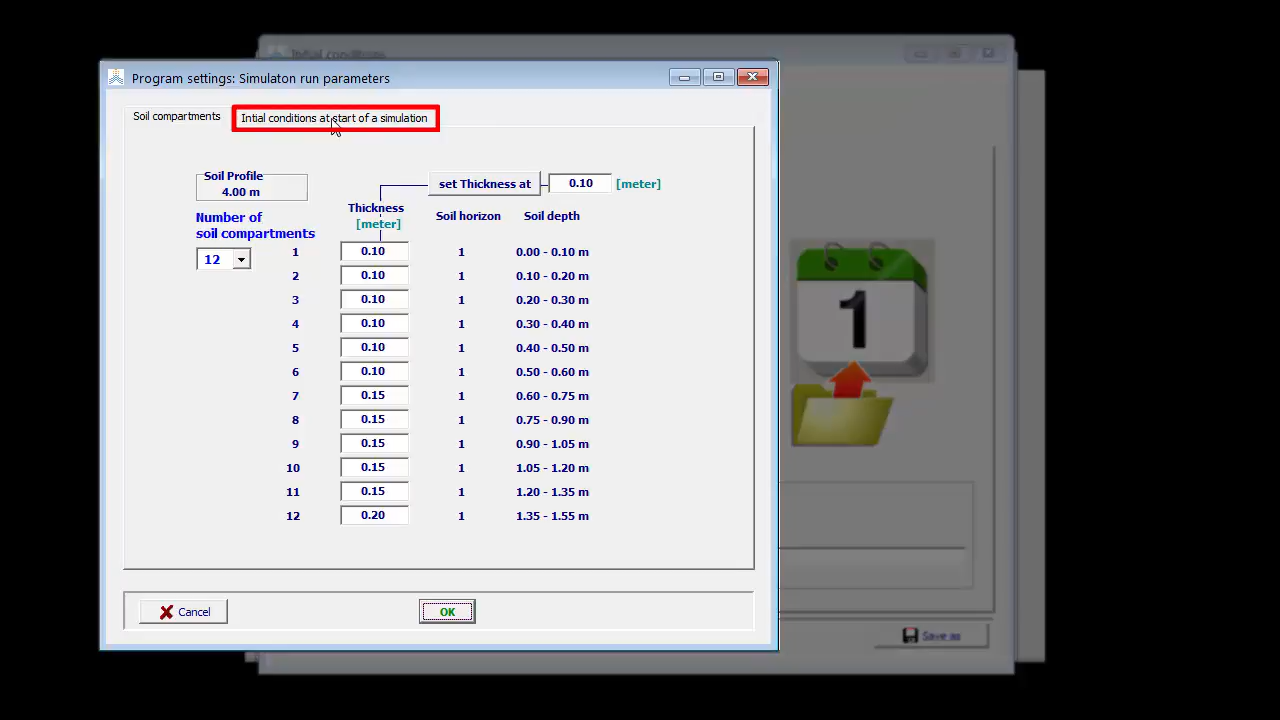 Initial conditions
Program settings: Simulaton run parameters
Soil compartments
Intial conditions at start of a simulation
Soil Profile
4.00 m
set Thickness at 0.10 [meter]
Number of
soil compartments
12
Thickness
[meter]
Soil horizon
Soil depth
1 0.10 1 0.00 - 0.10 m
2 0.10 1 0.10 - 0.20 m
3 0.10 1 0.20 - 0.30 m
4 0.10 1 0.30 - 0.40 m
5 0.10 1 0.40 - 0.50 m
6 0.10 1 0.50 - 0.60 m
7 0.15 1 0.60 - 0.75 m
8 0.15 1 0.75 - 0.90 m
9 0.15 1 0.90 - 1.05 m
10 0.15 1 1.05 - 1.20 m
11 0.15 1 1.20 - 1.35 m
12 0.20 1 1.35 - 1.55 m
1
Cancel
OK
Save as